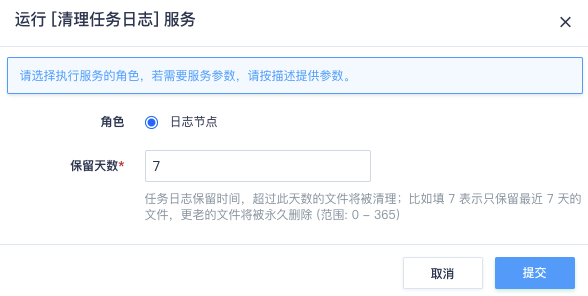 运行 [清理任务日志] 服务
请选择执行服务的角色，若需要服务参数，请按描述提供参数。
角色 日志节点
保留天数* 7
任务日志保留时间，超过此天数的文件将被清理；比如填 7 表示只保留最近 7 天的
文件，更老的文件将被永久删除 (范围: 0 - 365)
取消 提交